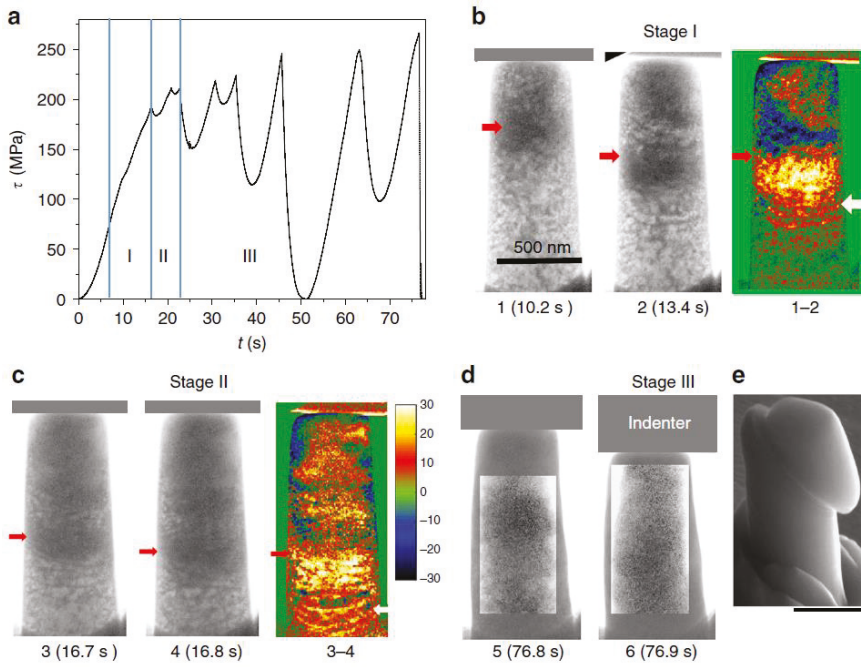 a
250
200
150
100
50
0
τ (MPa)
I
II
III
0
10
20
30
40
50
60
70
t (s)
b
Stage I
500 nm
1 (10.2 s )
2 (13.4 s)
1–2
c
Stage II
30
20
10
0
–10
–20
–30
3 (16.7 s )
4 (16.8 s)
3–4
d
Stage III
Indenter
5 (76.8 s)
6 (76.9 s)
e